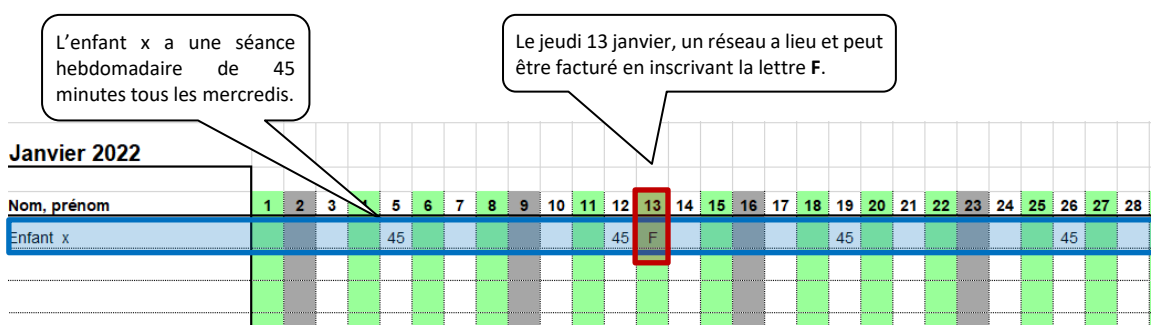 L'enfant x a une séance
hebdomadaire de 45
minutes tous les mercredis.
Le jeudi 13 janvier, un réseau a lieu et peut
être facturé en inscrivant la lettre F.
Janvier 2022
Nom, prénom 1 2 3 4 5 6 7 8 9 10 11 12 13 14 15 16 17 18 19 20 21 22 23 24 25 26 27 28
Enfant x 45 45 F 45 45